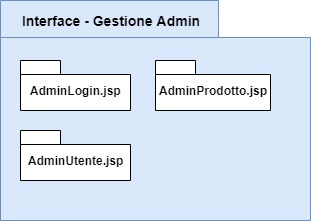 Interface - Gestione Admin
AdminLogin.jsp
AdminProdotto.jsp
AdminUtente.jsp